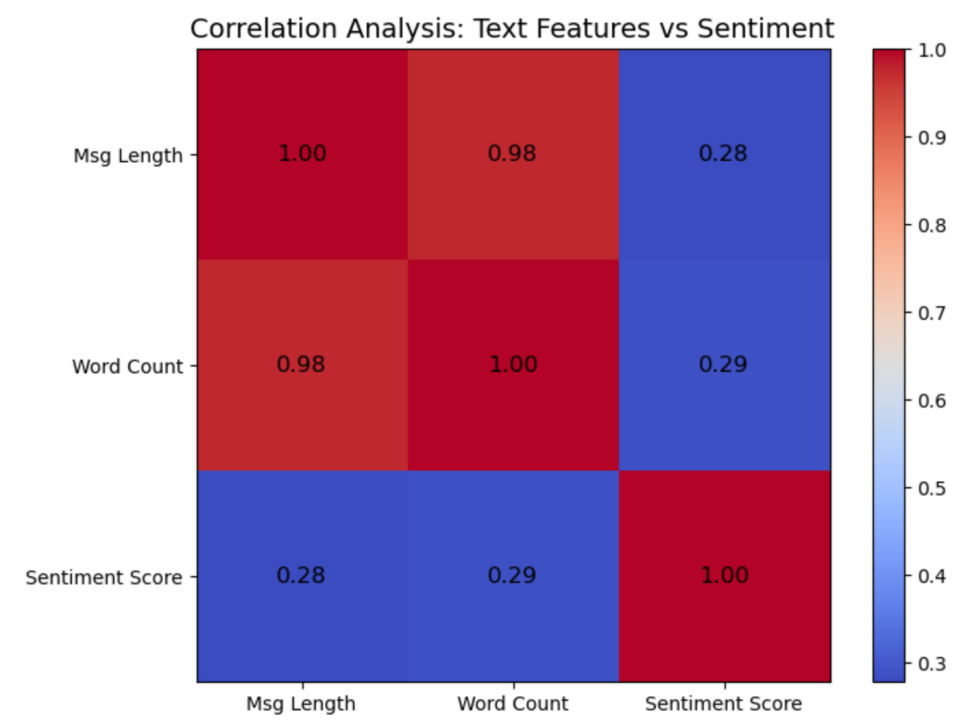 Correlation Analysis: Text Features vs Sentiment
Msg Length 1.00 0.98 0.28
Word Count 0.98 1.00 0.29
Sentiment Score 0.28 0.29 1.00
Msg Length Word Count Sentiment Score
1.0
0.9
0.8
0.7
0.6
0.5
0.4
0.3